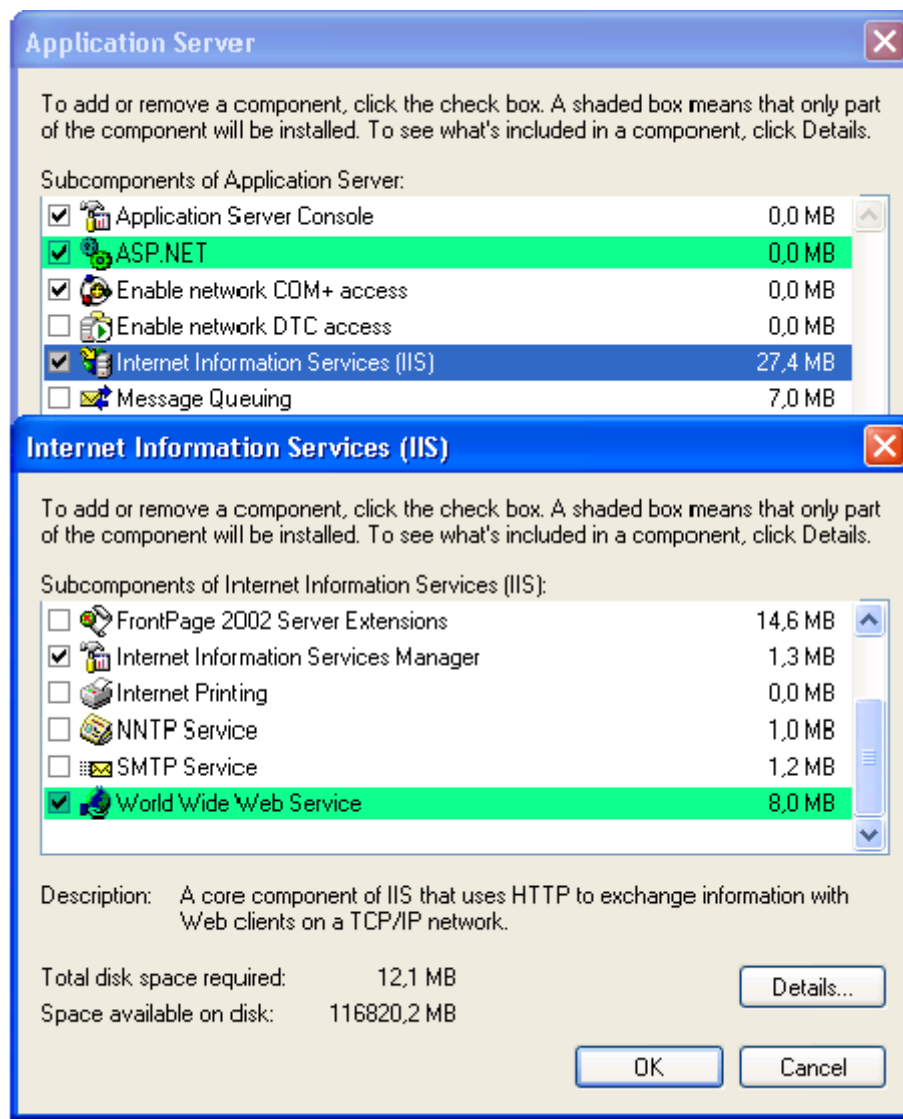 Application Server
To add or remove a component, click the check box. A shaded box means that only part
of the component will be installed. To see what's included in a component, click Details.
Subcomponents of Application Server:
Application Server Console 0,0 MB
ASP.NET 0,0 MB
Enable network COM+ access 0,0 MB
Enable network DTC access 0,0 MB
Internet Information Services (IIS) 27,4 MB
Message Queuing 7,0 MB
Internet Information Services (IIS)
To add or remove a component, click the check box. A shaded box means that only part
of the component will be installed. To see what's included in a component, click Details.
Subcomponents of Internet Information Services (IIS):
FrontPage 2002 Server Extensions 14,6 MB
Internet Information Services Manager 1,3 MB
Internet Printing 0,0 MB
NNTP Service 1,0 MB
SMTP Service 1,2 MB
World Wide Web Service 8,0 MB
Description: A core component of IIS that uses HTTP to exchange information with
Web clients on a TCP/IP network.
Total disk space required: 12,1 MB
Details...
Space available on disk: 116820,2 MB
OK Cancel